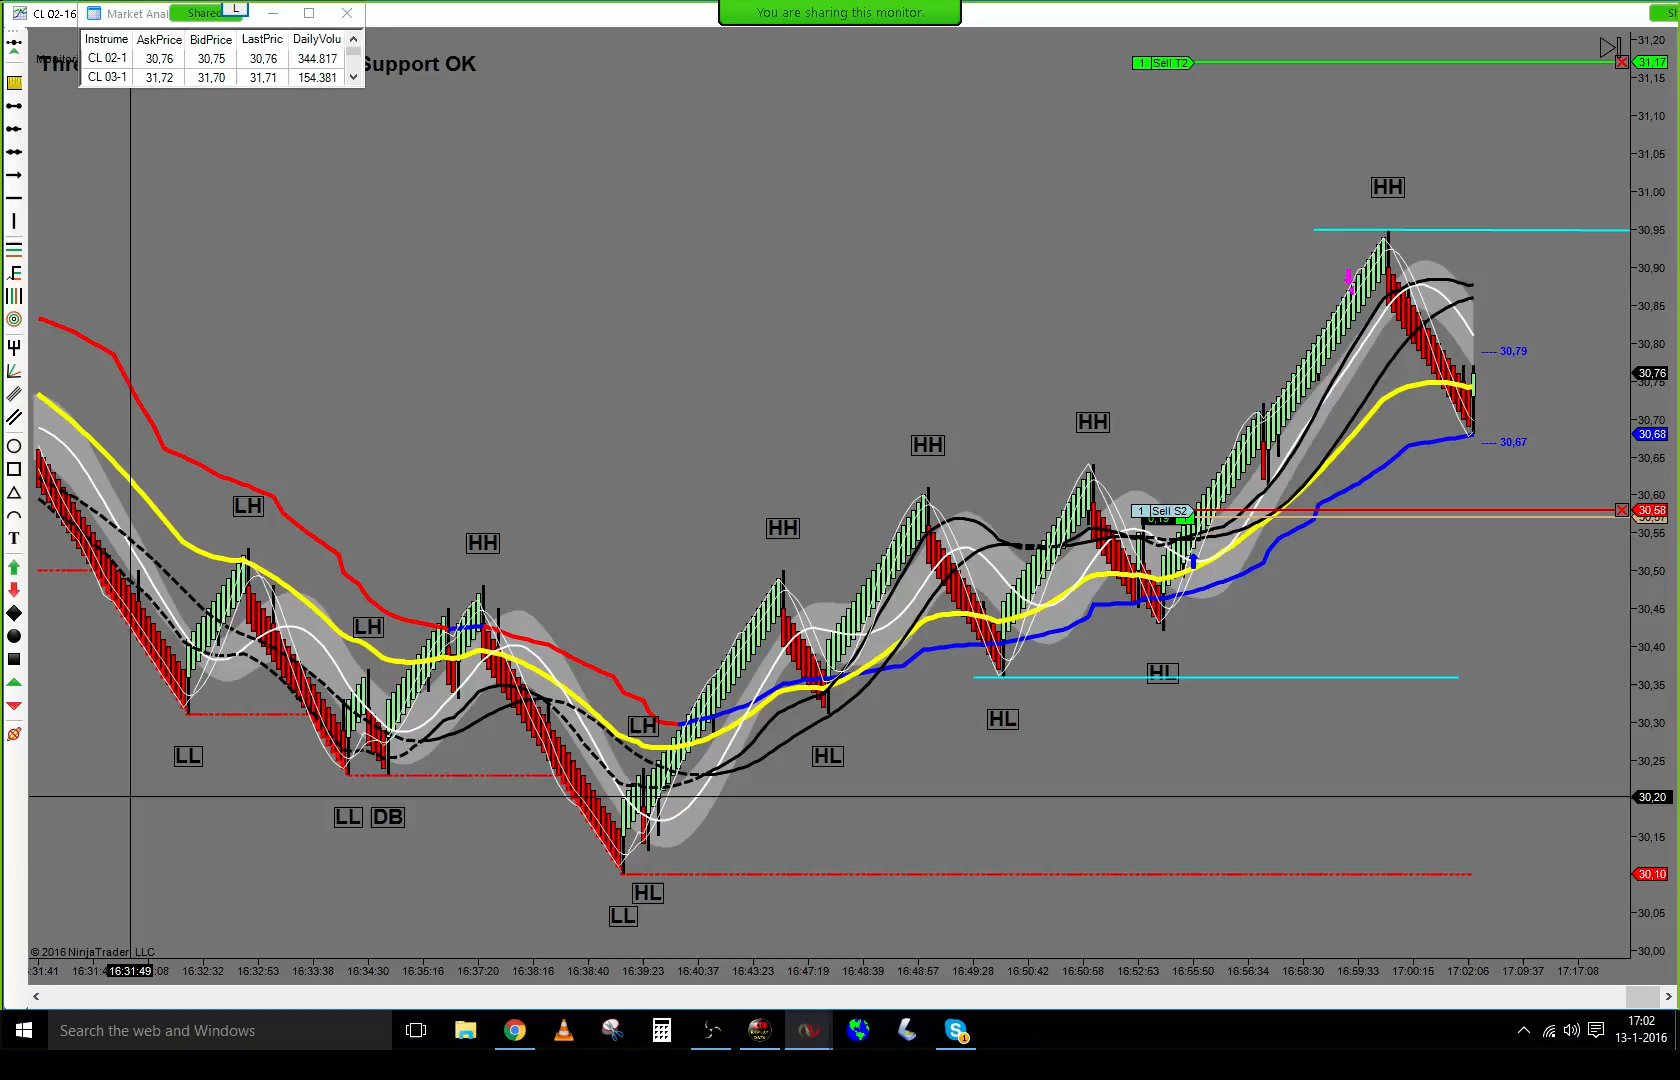 CL 02-16
Market Anal
Shared
L
You are sharing this monitor.
Instrume AskPrice BidPrice LastPric DailyVolu
CL 02-1 30,76 30,75 30,76 344.817
CL 03-1 31,72 31,70 31,71 154.381
Support OK
1 Sell T2
31,20
31,17
31,15
31,10
31,05
31,00
HH
30,95
30,90
30,85
30,80
---- 30,79
30,76
30,75
30,70
30,68
---- 30,67
30,65
30,60
1 Sell S2
30,58
30,57
30,55
30,50
30,45
30,40
30,35
30,30
30,25
30,20
30,15
30,10
30,05
30,00
HH
HH
LH
HH
HH
LH
HL
HL
LH
LL
HL
LL
DB
HL
LL
T
© 2016 NinjaTrader, LLC
:31:41 16:31:4 16:31:49 :08 16:32:32 16:32:53 16:33:38 16:34:30 16:35:16 16:37:20 16:38:16 16:38:40 16:39:23 16:40:37 16:43:23 16:47:19 16:48:39 16:48:57 16:49:28 16:50:42 16:50:58 16:52:53 16:55:50 16:56:34 16:58:30 16:59:33 17:00:15 17:02:06 17:09:37 17:17:08
Search the web and Windows
17:02
13-1-2016